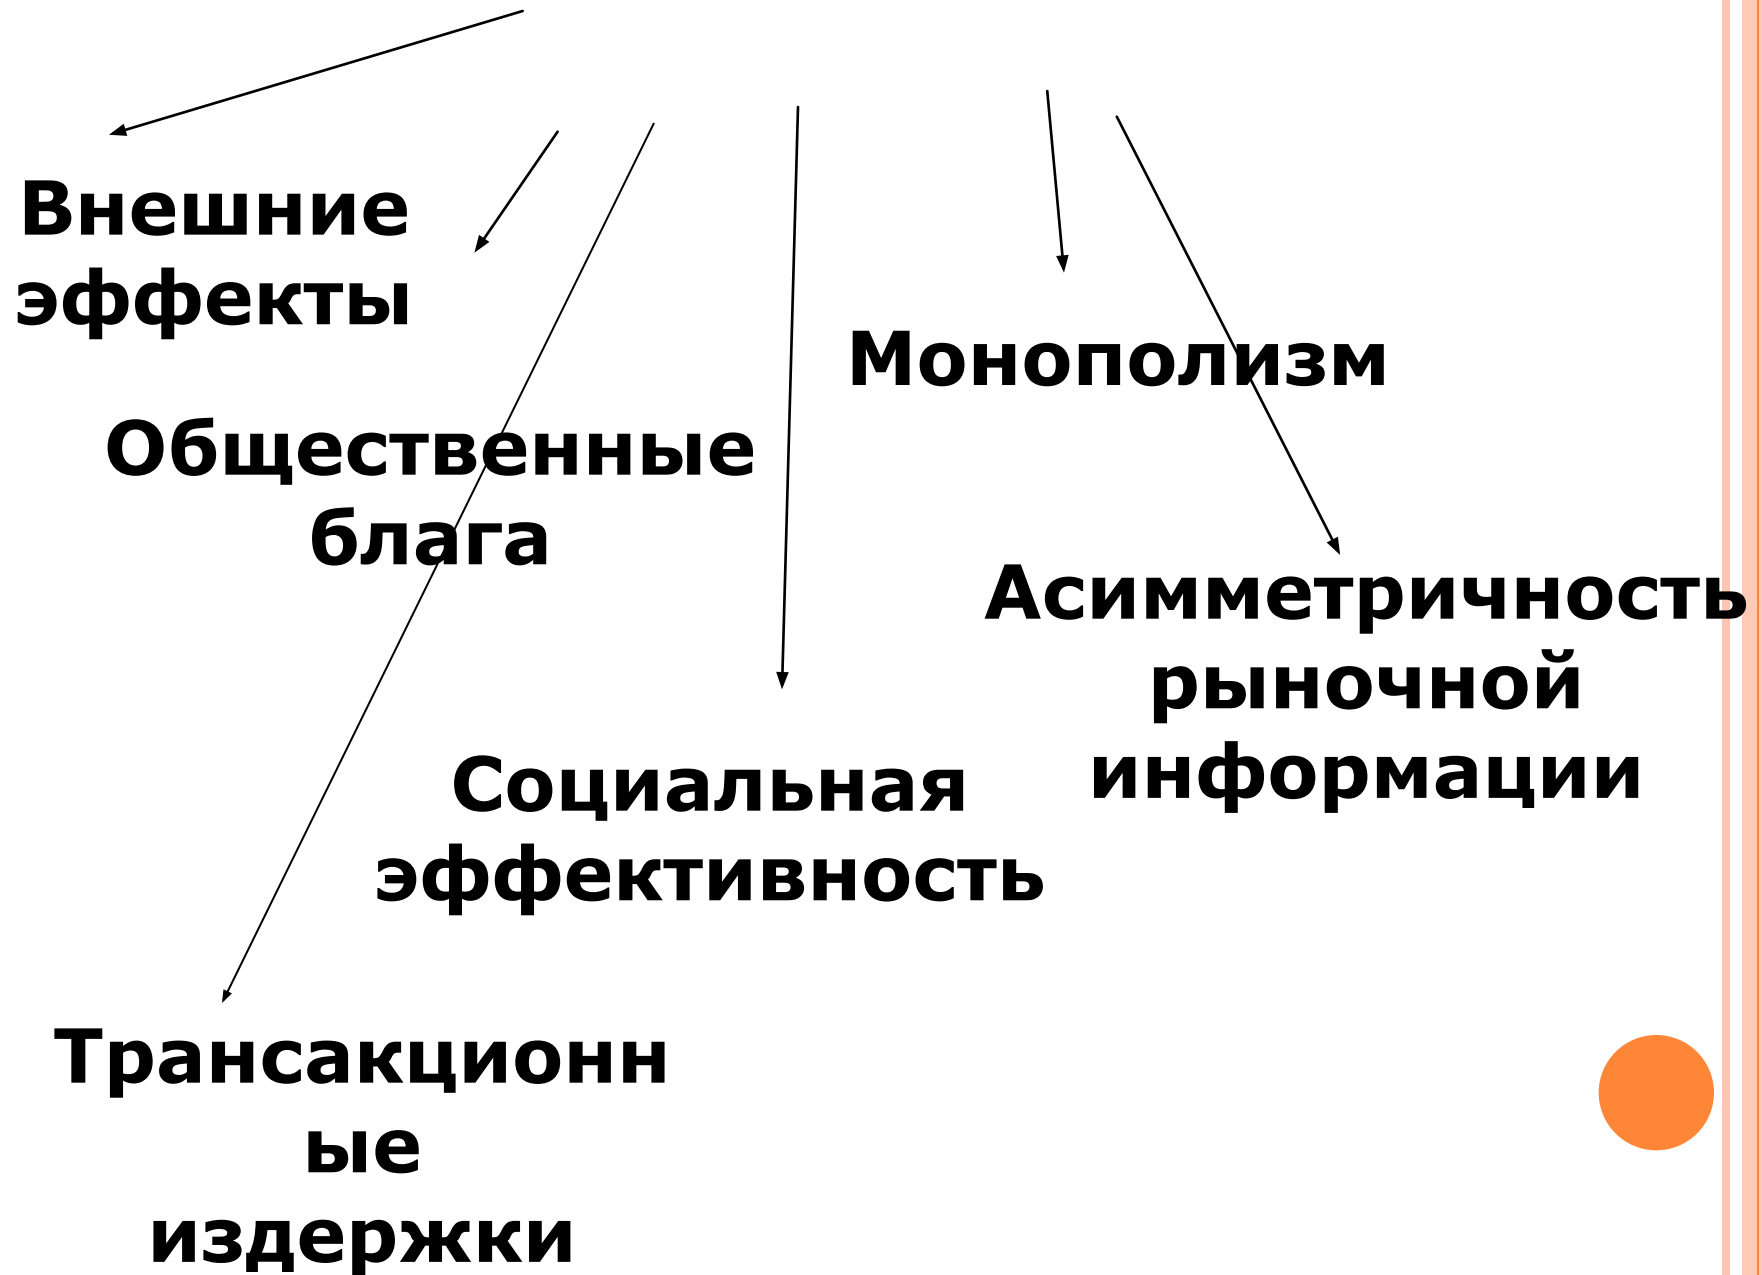 Внешние
эффекты
Монополизм
Общественные
блага
Асимметричность
рыночной
информации
Социальная
эффективность
Трансакционн
ые
издержки